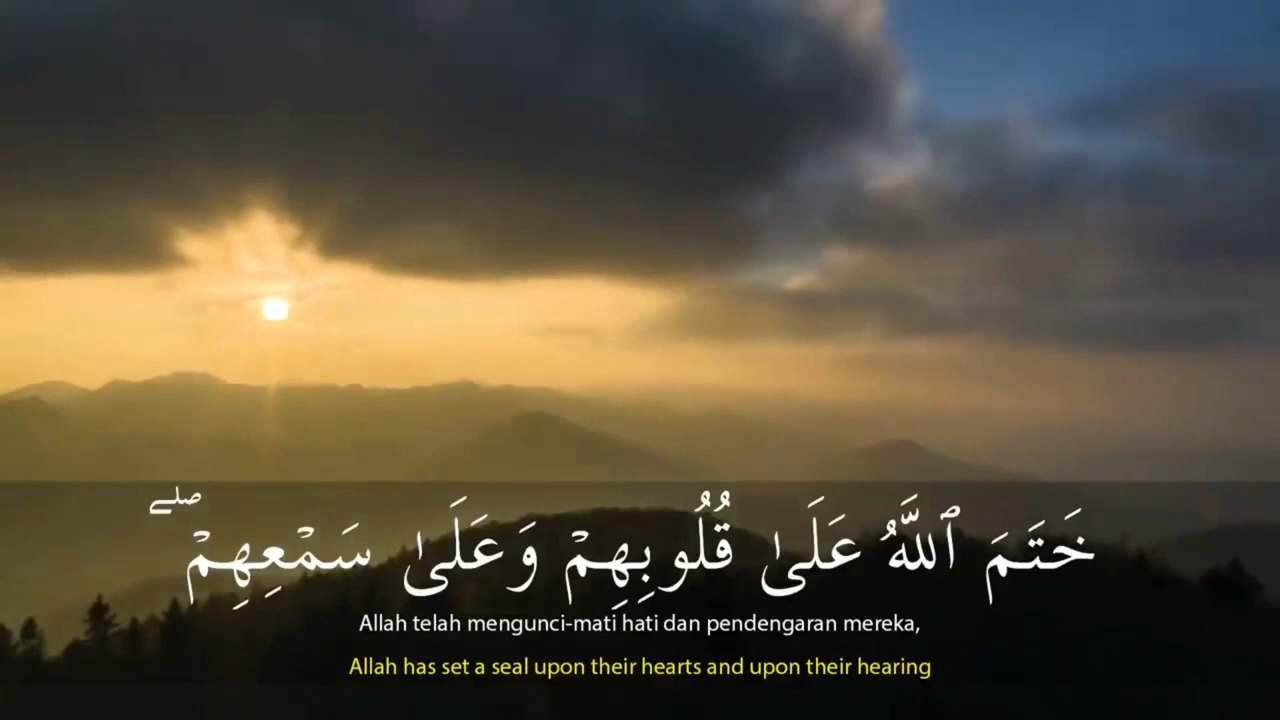 خَتَمَ ٱللَّهُ عَلَىٰ قُلُوبِهِمْ وَعَلَىٰ سَمْعِهِمْ ۖ
Allah telah mengunci-mati hati dan pendengaran mereka,
Allah has set a seal upon their hearts and upon their hearing